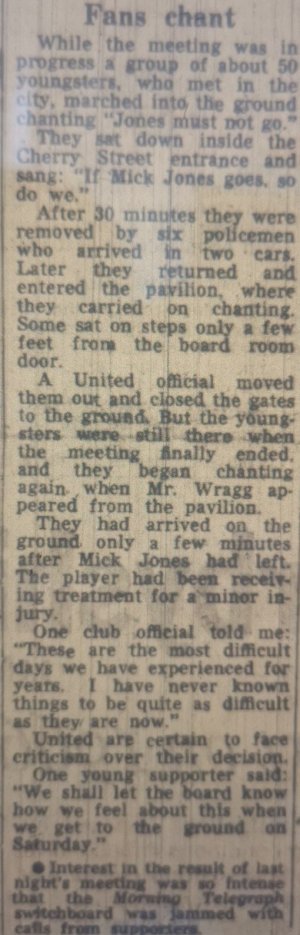 Fans chant
While the meeting was in
progress a group of about 50
youngsters, who met in the
city, marched into the ground
chanting "Jones must not go."
They sat down inside the
Cherry Street entrance and
sang: "If Mick Jones goes, so
do we."
After 30 minutes they were
removed by six policemen
who arrived in two cars.
Later they returned and
entered the pavilion, where
they carried on chanting.
Some sat on steps only a few
feet from the board room
door.
A United official moved
them out and closed the gates
to the ground. But the young-
sters were still there when
the meeting finally ended,
and they began chanting
again when Mr. Wragg ap-
peared from the pavilion.
They had arrived on the
ground only a few minutes
after Mick Jones had left.
The player had been receiv-
ing treatment for a minor in-
jury.
One club official told me:
"These are the most difficult
days we have experienced for
years. I have never known
things to be quite as difficult
as they are now."
United are certain to face
criticism over their decision.
One young supporter said:
"We shall let the board know
how we feel about this when
we get to the ground on
Saturday."
● Interest in the result of last
night's meeting was so intense
that the Morning Telegraph
switchboard was jammed with
calls from supporters.